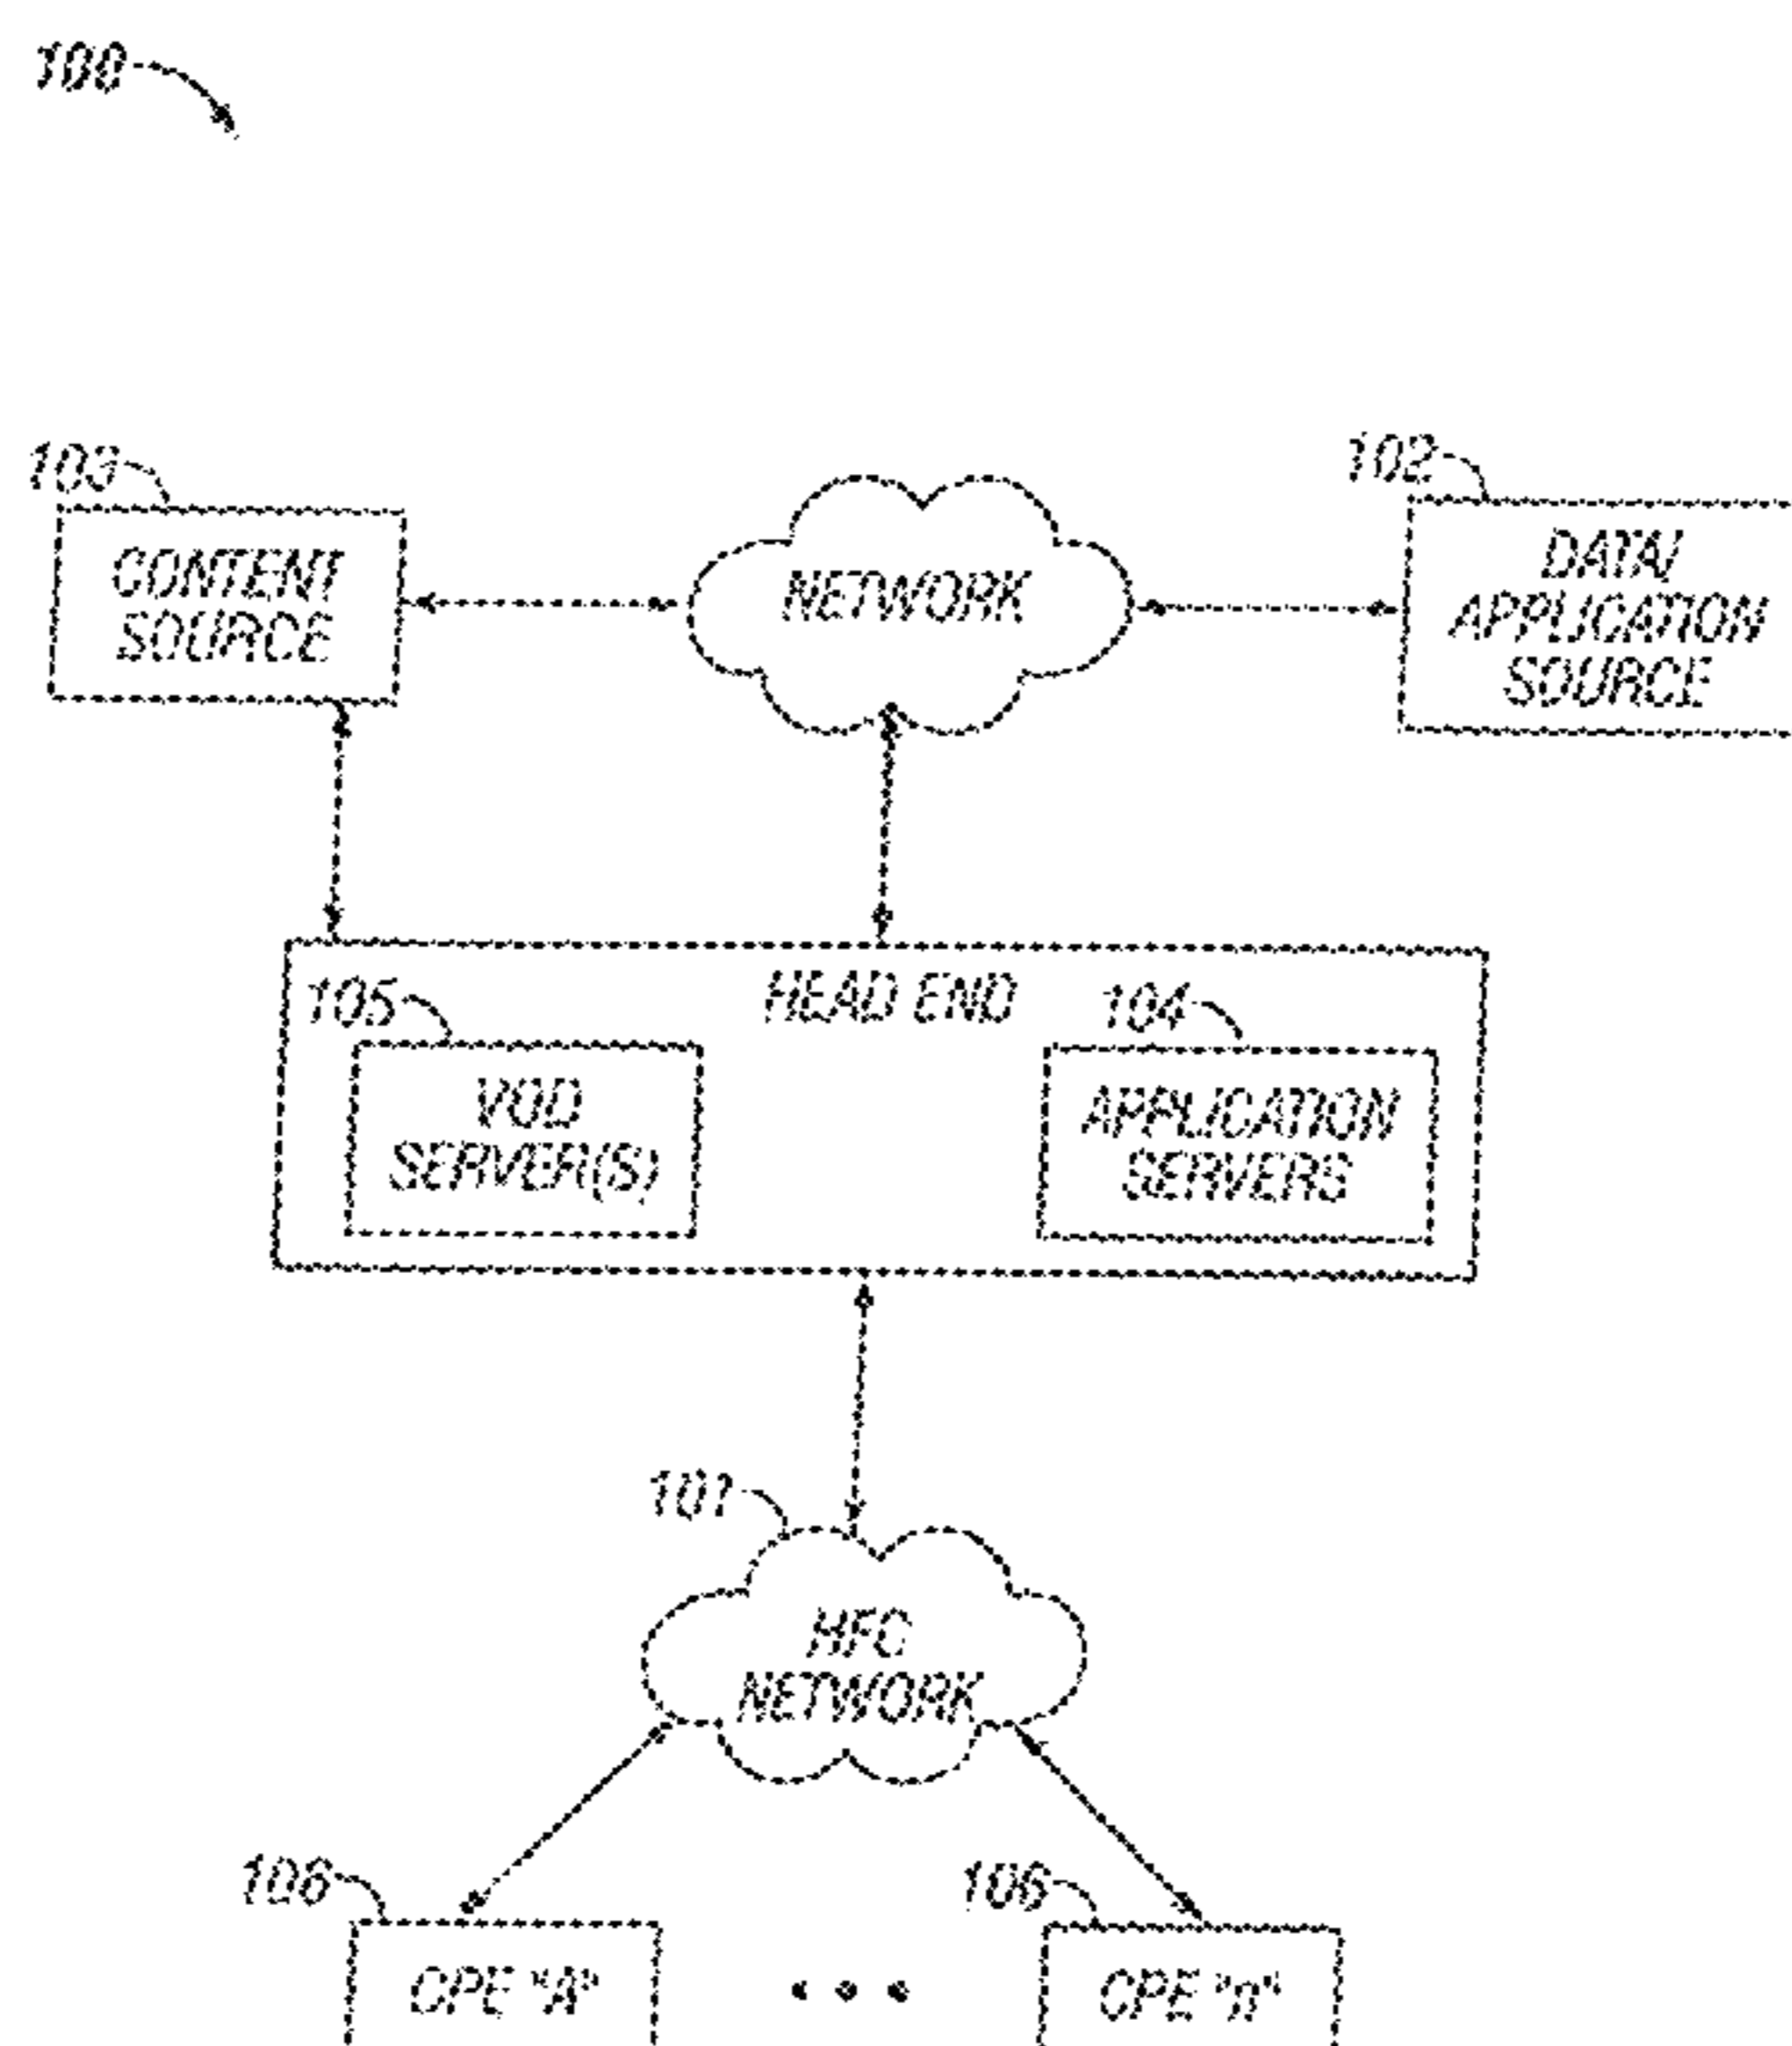 100
103
102
CONTENT
SOURCE
NETWORK
DATA/
APPLICATION
SOURCE
105
HEAD END
104
VOD
SERVER(S)
APPLICATION
SERVERS
101
HFC
NETWORK
106
106
CPE "A"
CPE "n"